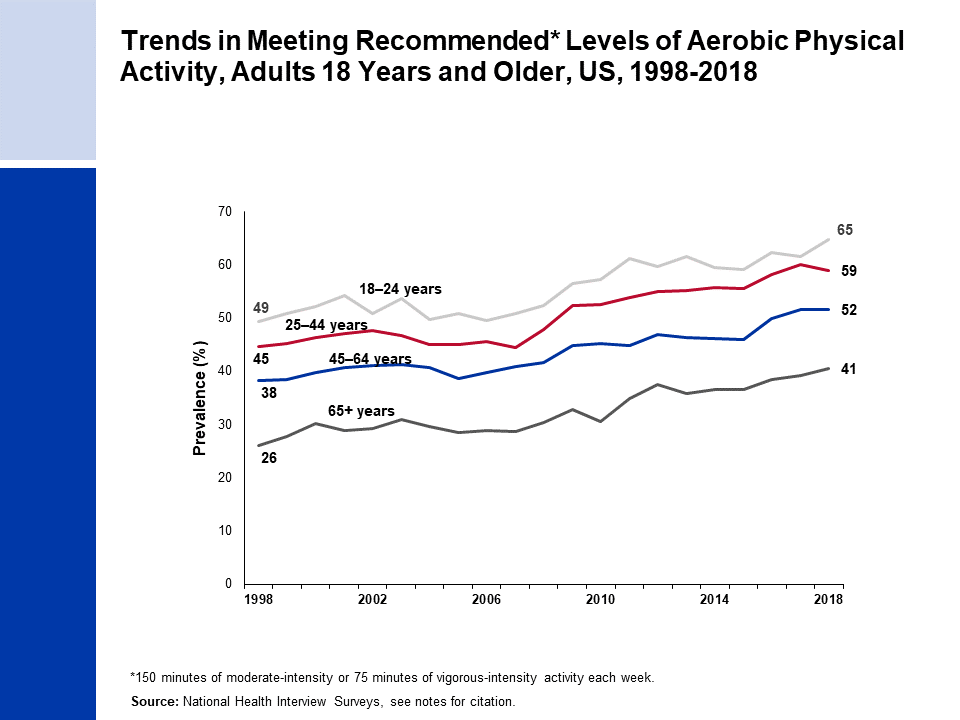 Trends in Meeting Recommended* Levels of Aerobic Physical
Activity, Adults 18 Years and Older, US, 1998-2018
70
60
50
40
30
20
10
0
Prevalence (%)
65
59
52
41
18–24 years
49
25–44 years
45
45–64 years
38
65+ years
26
1998 2002 2006 2010 2014 2018
*150 minutes of moderate-intensity or 75 minutes of vigorous-intensity activity each week.
Source: National Health Interview Surveys, see notes for citation.